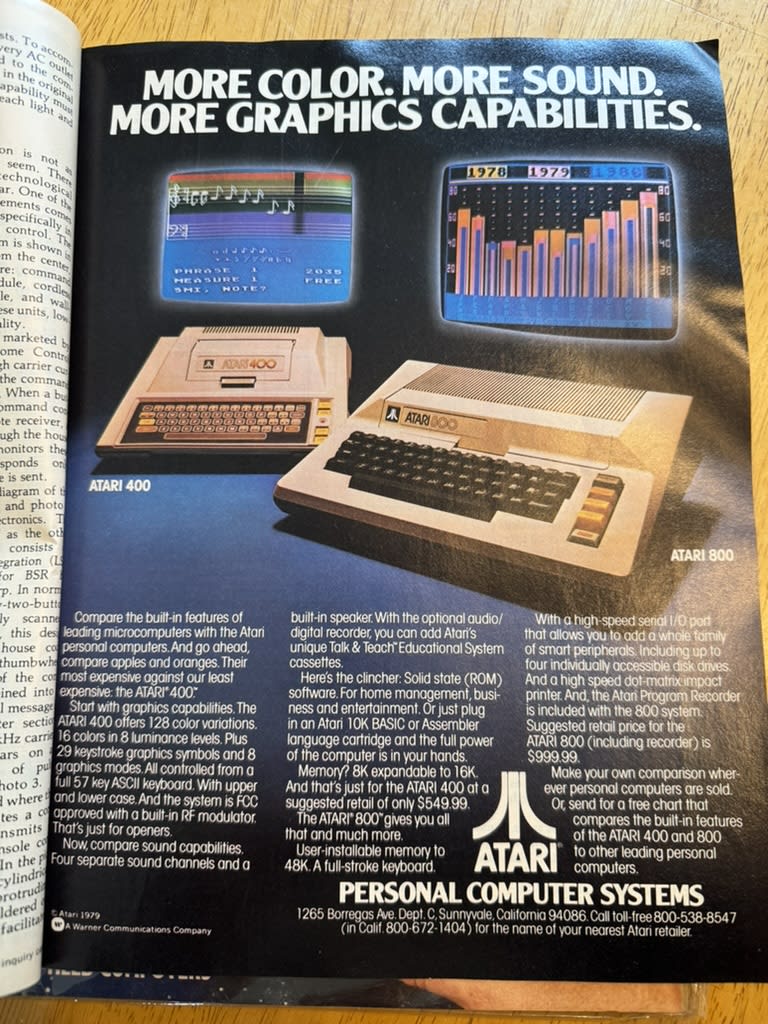 MORE COLOR. MORE SOUND.
MORE GRAPHICS CAPABILITIES.
PHRASE 1 2035
MEASURE 1 FREE
SMI, NOTE?
1978 1979 1980
80 80
60 60
40 40
20 20
ATARI 400
ATARI 400
ATARI 800
ATARI 800
Compare the built-in features of
leading microcomputers with the Atari
personal computers. And go ahead,
compare apples and oranges. Their
most expensive against our least
expensive: the ATARI® 400.™
Start with graphics capabilities. The
ATARI 400 offers 128 color variations.
16 colors in 8 luminance levels. Plus
29 keystroke graphics symbols and 8
graphics modes. All controlled from a
full 57 key ASCII keyboard. With upper
and lower case. And the system is FCC
approved with a built-in RF modulator.
That's just for openers.
Now, compare sound capabilities.
Four separate sound channels and a
built-in speaker. With the optional audio/
digital recorder, you can add Atari's
unique Talk & Teach™ Educational System
cassettes.
Here's the clincher: Solid state (ROM)
software. For home management, busi-
ness and entertainment. Or just plug
in an Atari 10K BASIC or Assembler
language cartridge and the full power
of the computer is in your hands.
Memory? 8K expandable to 16K.
And that's just for the ATARI 400 at a
suggested retail of only $549.99.
The ATARI® 800™ gives you all
that and much more.
User-installable memory to
48K. A full-stroke keyboard.
With a high-speed serial I/O port
that allows you to add a whole family
of smart peripherals. Including up to
four individually accessible disk drives.
And a high speed dot-matrix impact
printer. And, the Atari Program Recorder
is included with the 800 system.
Suggested retail price for the
ATARI 800 (including recorder) is
$999.99.
Make your own comparison wher-
ever personal computers are sold.
Or, send for a free chart that
compares the built-in features
of the ATARI 400 and 800
to other leading personal
computers.
ATARI®
PERSONAL COMPUTER SYSTEMS
1265 Borregas Ave. Dept. C, Sunnyvale, California 94086. Call toll-free 800-538-8547
(in Calif. 800-672-1404) for the name of your nearest Atari retailer.
© Atari 1979
A Warner Communications Company